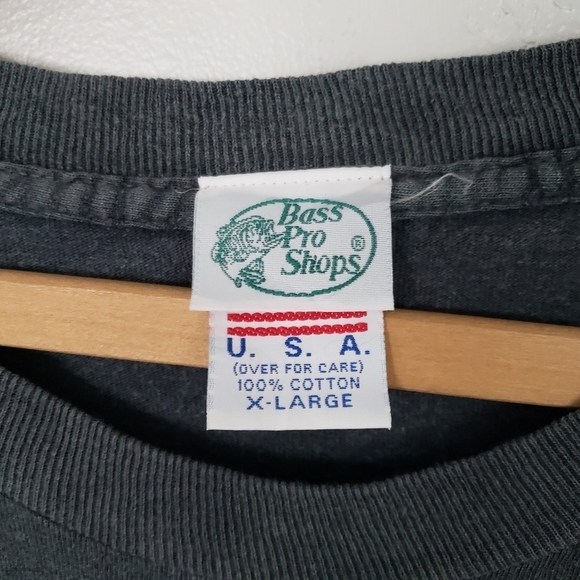 Bass
Pro
Shops®
U. S. A.
(OVER FOR CARE)
100% COTTON
X-LARGE